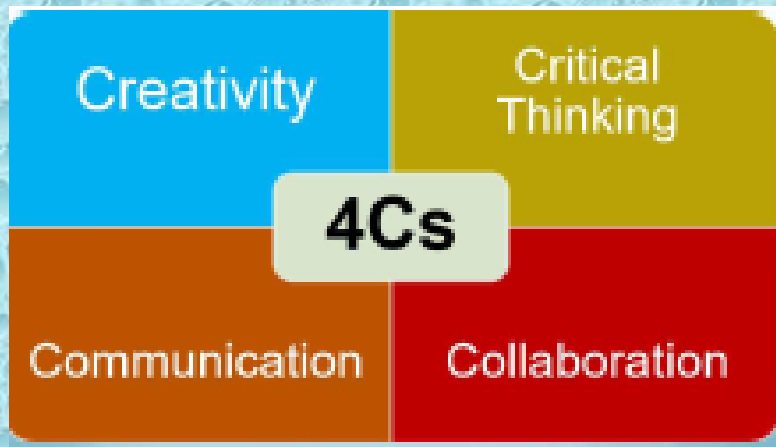 Creativity
Critical
Thinking
4Cs
Communication
Collaboration